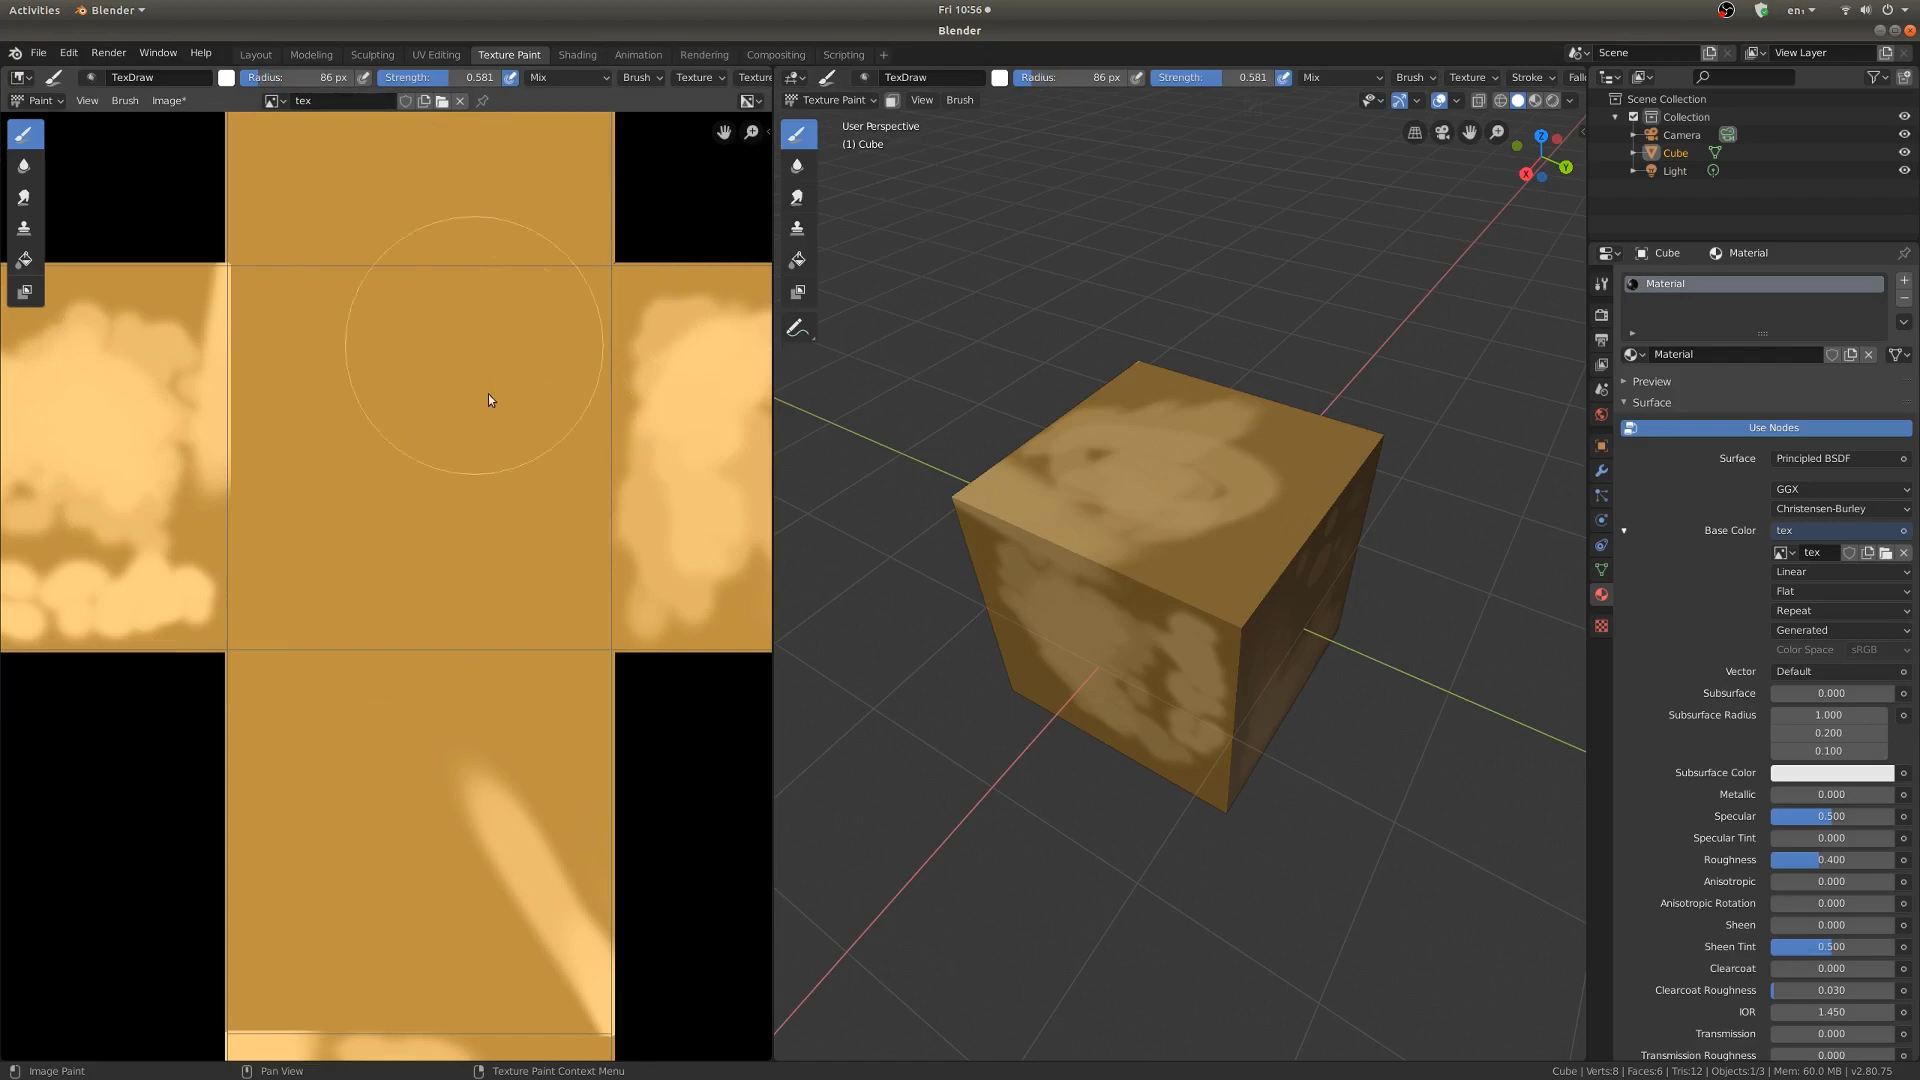 Activities Blender Fri 10:56 en₁
Blender
File Edit Render Window Help Layout Modeling Sculpting UV Editing Texture Paint Shading Animation Rendering Compositing Scripting + Scene View Layer
TexDraw Radius: 86 px Strength: 0.581 Mix Brush Texture Texture TexDraw Radius: 86 px Strength: 0.581 Mix Brush Texture Stroke Fallo
Paint View Brush Image* tex Texture Paint View Brush
Scene Collection
Collection
Camera
Cube
Light
User Perspective
(1) Cube
Z
Y
X
Cube Material
Material
Material
Preview
Surface
Use Nodes
Surface Principled BSDF
GGX
Christensen-Burley
Base Color tex
tex
Linear
Flat
Repeat
Generated
Color Space sRGB
Vector Default
Subsurface 0.000
Subsurface Radius 1.000
0.200
0.100
Subsurface Color
Metallic 0.000
Specular 0.500
Specular Tint 0.000
Roughness 0.400
Anisotropic 0.000
Anisotropic Rotation 0.000
Sheen 0.000
Sheen Tint 0.500
Clearcoat 0.000
Clearcoat Roughness 0.030
IOR 1.450
Transmission 0.000
Transmission Roughness 0.000
Image Paint Pan View Texture Paint Context Menu Cube | Verts:8 | Faces:6 | Tris:12 | Objects:1/3 | Mem: 60.0 MB | v2.80.75